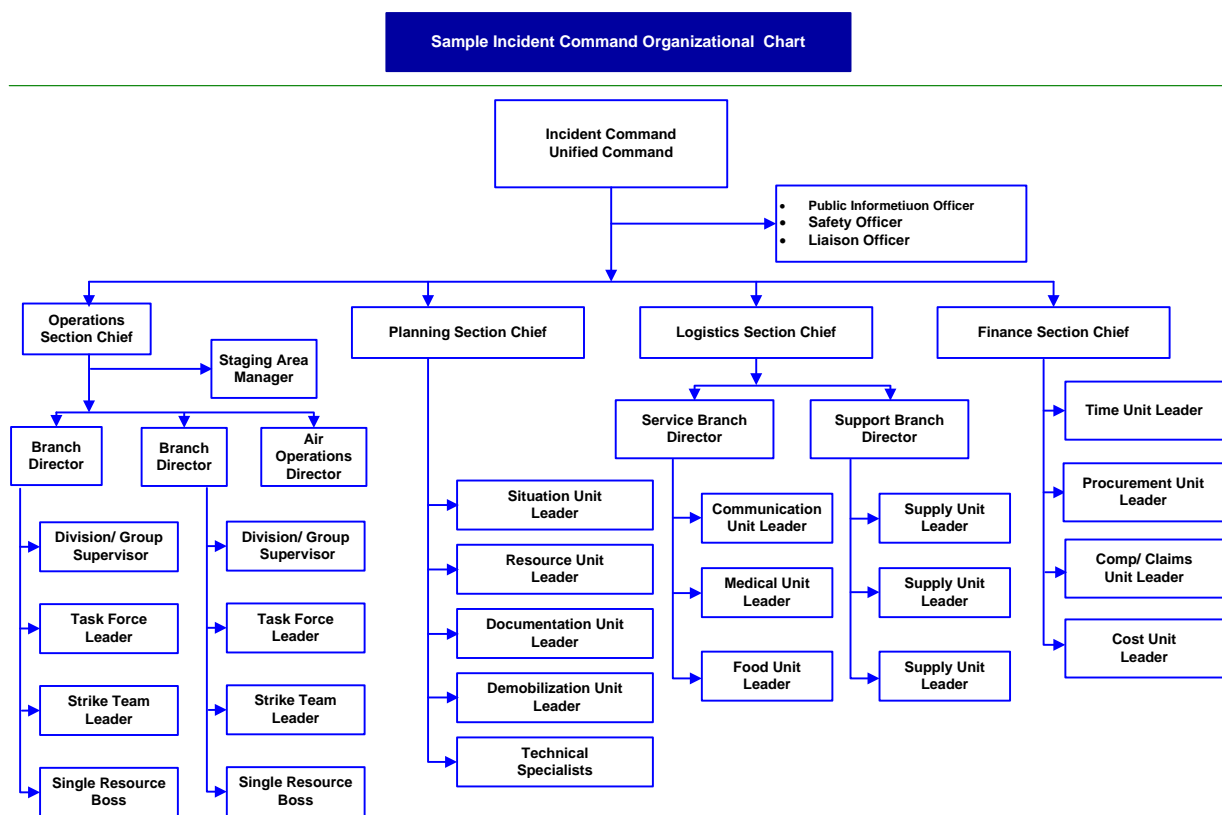 Sample Incident Command Organizational Chart
Incident Command
Unified Command
• Public Informetiuon Officer
• Safety Officer
• Liaison Officer
Operations
Section Chief
Planning Section Chief
Logistics Section Chief
Finance Section Chief
Staging Area
Manager
Branch
Director
Branch
Director
Air
Operations
Director
Service Branch
Director
Support Branch
Director
Time Unit Leader
Division/ Group
Supervisor
Task Force
Leader
Strike Team
Leader
Single Resource
Boss
Division/ Group
Supervisor
Task Force
Leader
Strike Team
Leader
Single Resource
Boss
Situation Unit
Leader
Resource Unit
Leader
Documentation Unit
Leader
Demobilization Unit
Leader
Technical
Specialists
Communication
Unit Leader
Medical Unit
Leader
Food Unit
Leader
Supply Unit
Leader
Supply Unit
Leader
Supply Unit
Leader
Procurement Unit
Leader
Comp/ Claims
Unit Leader
Cost Unit
Leader